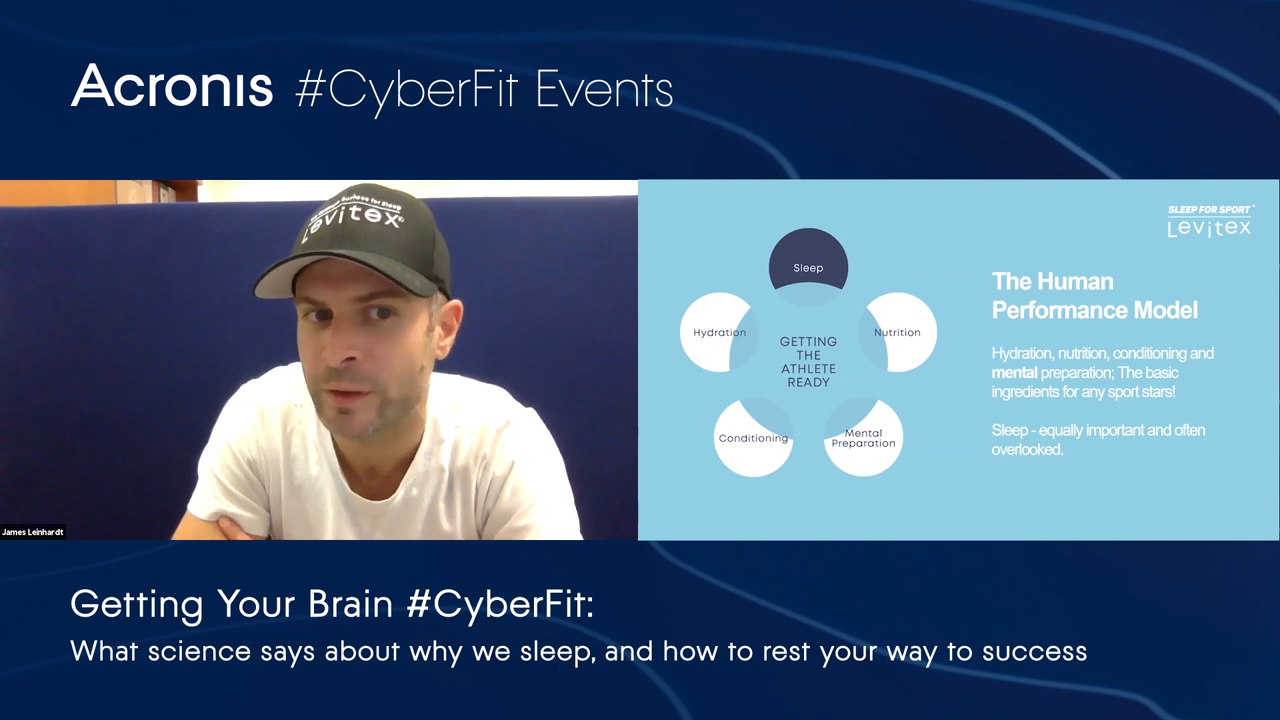 Acronis #CyberFit Events
Surface for Sleep
Levitex
James Leinhardt
SLEEP FOR SPORT
Levitex
Sleep
Hydration
Nutrition
GETTING
THE
ATHLETE
READY
Conditioning
Mental
Preparation
The Human
Performance Model
Hydration, nutrition, conditioning and
mental preparation; The basic
ingredients for any sport stars!
Sleep - equally important and often
overlooked.
Getting Your Brain #CyberFit:
What science says about why we sleep, and how to rest your way to success